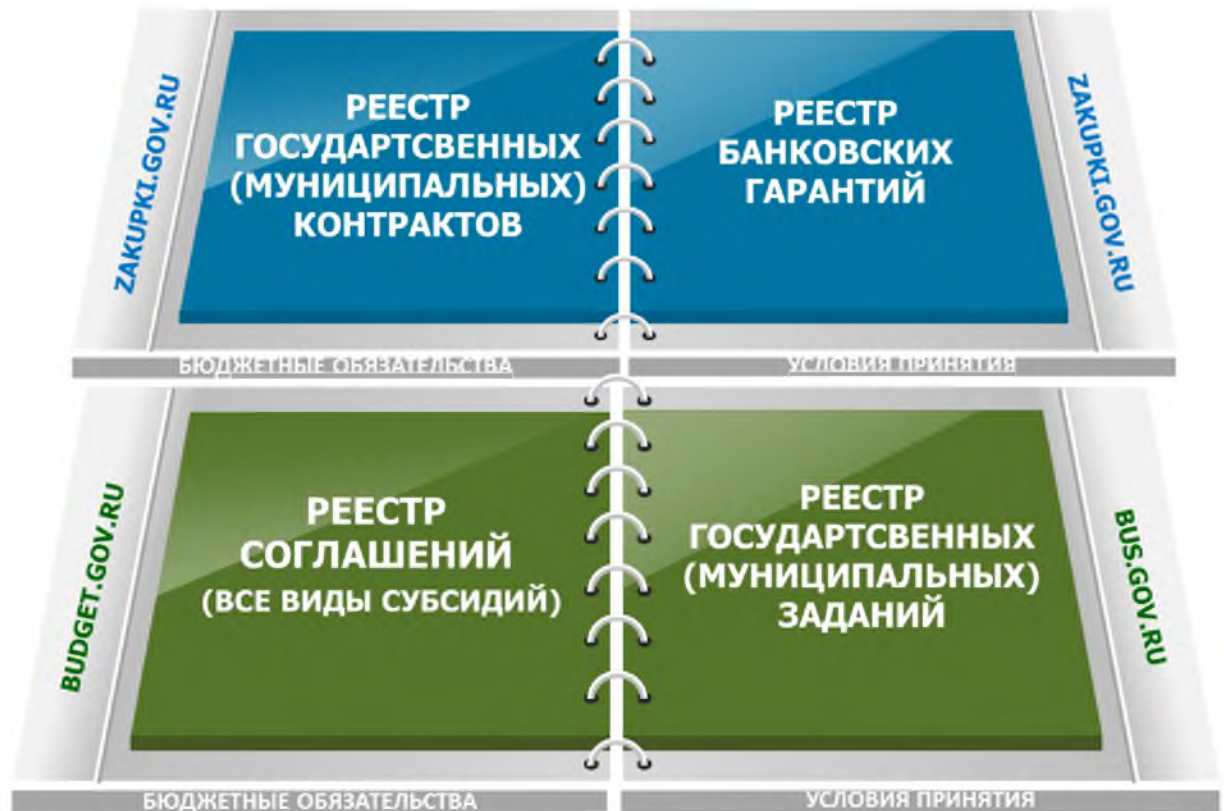 ZAKUPKI.GOV.RU
РЕЕСТР
ГОСУДАРТСВЕННЫХ
(МУНИЦИПАЛЬНЫХ)
КОНТРАКТОВ
РЕЕСТР
БАНКОВСКИХ
ГАРАНТИЙ
ZAKUPKI.GOV.RU
БЮДЖЕТНЫЕ ОБЯЗАТЕЛЬСТВА
УСЛОВИЯ ПРИНЯТИЯ
BUDGET.GOV.RU
РЕЕСТР
СОГЛАШЕНИЙ
(ВСЕ ВИДЫ СУБСИДИЙ)
РЕЕСТР
ГОСУДАРТСВЕННЫХ
(МУНИЦИПАЛЬНЫХ)
ЗАДАНИЙ
BUS.GOV.RU
БЮДЖЕТНЫЕ ОБЯЗАТЕЛЬСТВА
УСЛОВИЯ ПРИНЯТИЯ